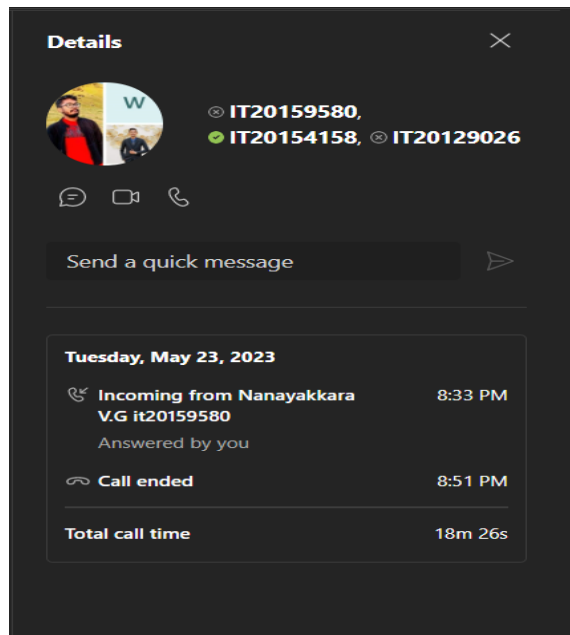 Details
W
IT20159580,
IT20154158, IT20129026
Send a quick message
Tuesday, May 23, 2023
Incoming from Nanayakkara 8:33 PM
V.G it20159580
Answered by you
Call ended 8:51 PM
Total call time 18m 26s